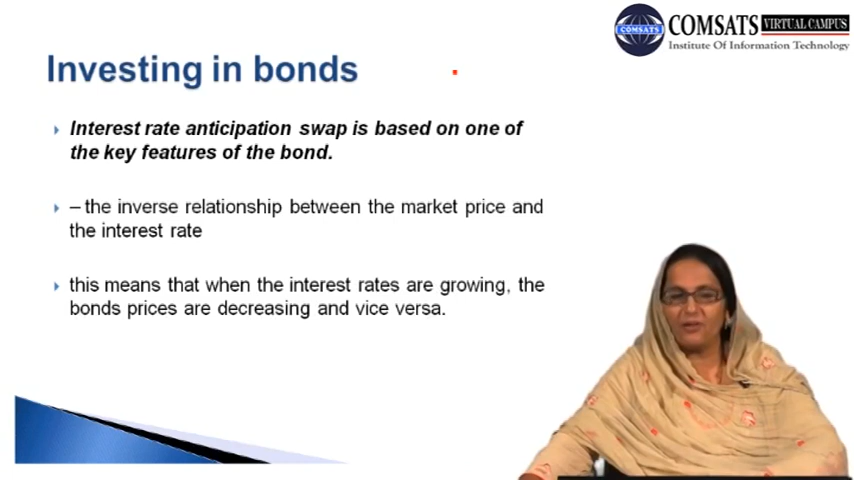 COMSATS VIRTUAL CAMPUS
Institute Of Information Technology
COMSATS
Investing in bonds
Interest rate anticipation swap is based on one of
the key features of the bond.
– the inverse relationship between the market price and
the interest rate
this means that when the interest rates are growing, the
bonds prices are decreasing and vice versa.